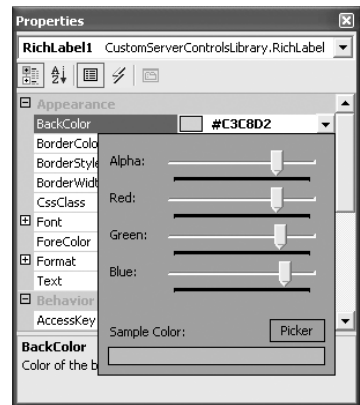 Properties
RichLabel1 CustomServerControlsLibrary.RichLabel
Appearance
BackColor #C3C8D2
BorderColo
BorderStyle
BorderWidt
CssClass
Font
ForeColor
Format
Text
Behavior
AccessKey
Alpha:
Red:
Green:
Blue:
Sample Color: Picker
BackColor
Color of the b